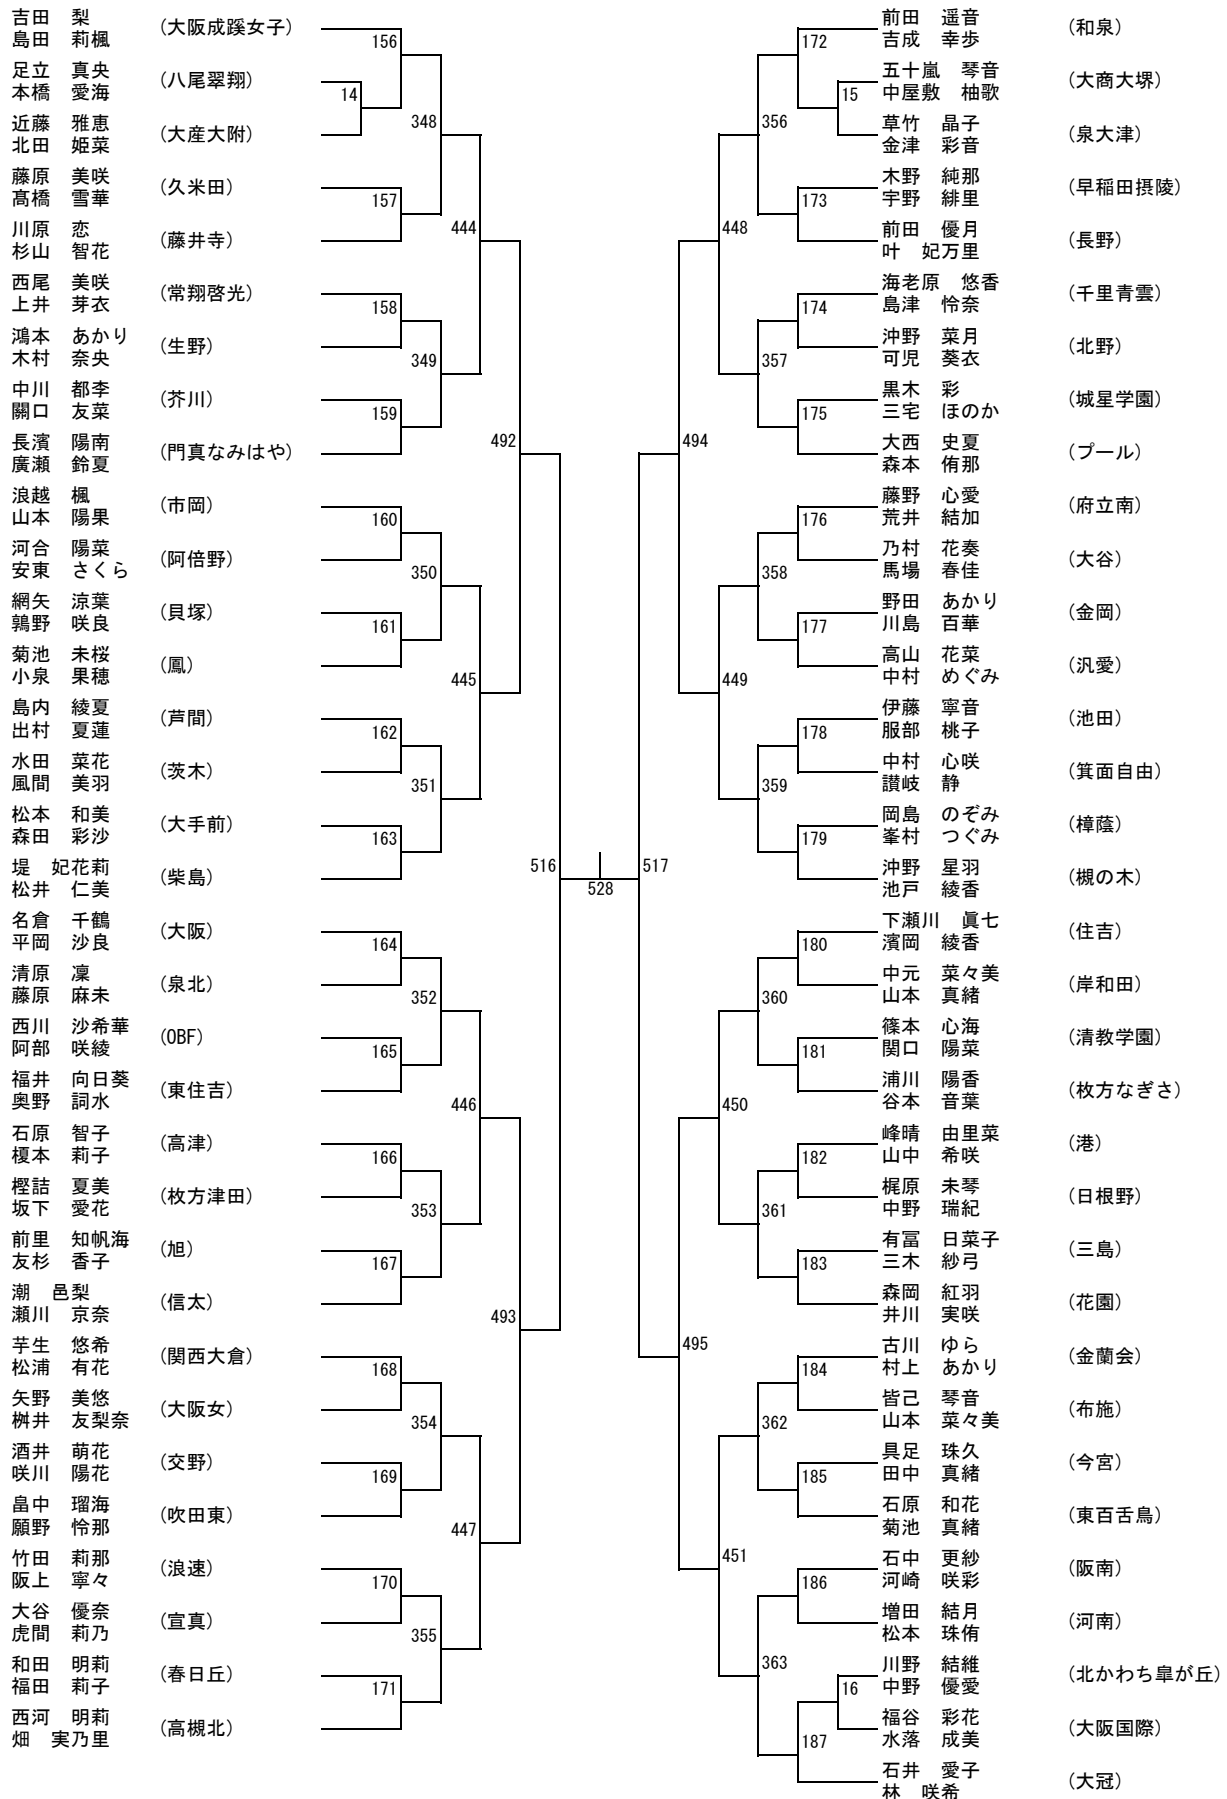 吉田　梨
島田　莉楓
(大阪成蹊女子)
足立　真央
本橋　愛海
(八尾翠翔)
近藤　雅恵
北田　姫菜
(大産大附)
藤原　美咲
髙橋　雪華
(久米田)
川原　恋
杉山　智花
(藤井寺)
西尾　美咲
上井　芽衣
(常翔啓光)
鴻本　あかり
木村　奈央
(生野)
中川　都李
關口　友菜
(芥川)
長濱　陽南
廣瀬　鈴夏
(門真なみはや)
浪越　楓
山本　陽果
(市岡)
河合　陽菜
安東　さくら
(阿倍野)
網矢　涼葉
鶉野　咲良
(貝塚)
菊池　未桜
小泉　果穂
(鳳)
島内　綾夏
出村　夏蓮
(芦間)
水田　菜花
風間　美羽
(茨木)
松本　和美
森田　彩沙
(大手前)
堤　妃花莉
松井　仁美
(柴島)
名倉　千鶴
平岡　沙良
(大阪)
清原　凜
藤原　麻未
(泉北)
西川　沙希華
阿部　咲綾
(OBF)
福井　向日葵
奥野　詞水
(東住吉)
石原　智子
榎本　莉子
(高津)
樫詰　夏美
坂下　愛花
(枚方津田)
前里　知帆海
友杉　香子
(旭)
潮　邑梨
瀬川　京奈
(信太)
芋生　悠希
松浦　有花
(関西大倉)
矢野　美悠
桝井　友梨奈
(大阪女)
酒井　萌花
咲川　陽花
(交野)
畠中　瑠海
願野　怜那
(吹田東)
竹田　莉那
阪上　寧々
(浪速)
大谷　優奈
虎間　莉乃
(宣真)
和田　明莉
福田　莉子
(春日丘)
西河　明莉
畑　実乃里
(高槻北)
156
14
348
157
444
158
349
159
492
160
350
161
445
162
351
163
516
164
352
165
446
166
353
167
493
168
354
169
447
170
355
171
528
517
172
15
356
173
448
174
357
175
494
176
358
177
449
178
359
179
180
360
181
450
182
361
183
495
184
362
185
451
186
363
16
187
前田　遥音
吉成　幸歩
(和泉)
五十嵐　琴音
中屋敷　柚歌
(大商大堺)
草竹　晶子
金津　彩音
(泉大津)
木野　純那
宇野　緋里
(早稲田摂陵)
前田　優月
叶　妃万里
(長野)
海老原　悠香
島津　怜奈
(千里青雲)
沖野　菜月
可児　葵衣
(北野)
黒木　彩
三宅　ほのか
(城星学園)
大西　史夏
森本　侑那
(プール)
藤野　心愛
荒井　結加
(府立南)
乃村　花奏
馬場　春佳
(大谷)
野田　あかり
川島　百華
(金岡)
高山　花菜
中村　めぐみ
(汎愛)
伊藤　寧音
服部　桃子
(池田)
中村　心咲
讃岐　静
(箕面自由)
岡島　のぞみ
峯村　つぐみ
(樟蔭)
沖野　星羽
池戸　綾香
(槻の木)
下瀬川　眞七
濱岡　綾香
(住吉)
中元　菜々美
山本　真緒
(岸和田)
篠本　心海
関口　陽菜
(清教学園)
浦川　陽香
谷本　音葉
(枚方なぎさ)
峰晴　由里菜
山中　希咲
(港)
梶原　未琴
中野　瑞紀
(日根野)
有冨　日菜子
三木　紗弓
(三島)
森岡　紅羽
井川　実咲
(花園)
古川　ゆら
村上　あかり
(金蘭会)
皆己　琴音
山本　菜々美
(布施)
具足　珠久
田中　真緒
(今宮)
石原　和花
菊池　真緒
(東百舌鳥)
石中　更紗
河崎　咲彩
(阪南)
増田　結月
松本　珠侑
(河南)
川野　結維
中野　優愛
(北かわち皐が丘)
福谷　彩花
水落　成美
(大阪国際)
石井　愛子
林　咲希
(大冠)